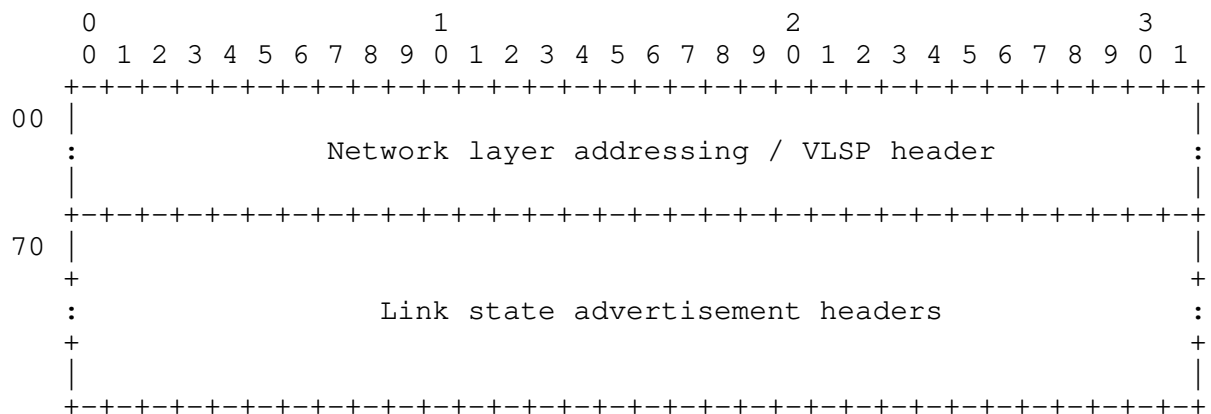 0                   1                   2                   3
       0 1 2 3 4 5 6 7 8 9 0 1 2 3 4 5 6 7 8 9 0 1 2 3 4 5 6 7 8 9 0 1
      +-+-+-+-+-+-+-+-+-+-+-+-+-+-+-+-+-+-+-+-+-+-+-+-+-+-+-+-+-+-+-+-+
   00 |                                                               |
      :              Network layer addressing / VLSP header           :
      |                                                               |
      +-+-+-+-+-+-+-+-+-+-+-+-+-+-+-+-+-+-+-+-+-+-+-+-+-+-+-+-+-+-+-+-+
   70 |                                                               |
      +                                                               +
      :                 Link state advertisement headers              :
      +                                                               +
      |                                                               |
      +-+-+-+-+-+-+-+-+-+-+-+-+-+-+-+-+-+-+-+-+-+-+-+-+-+-+-+-+-+-+-+-+